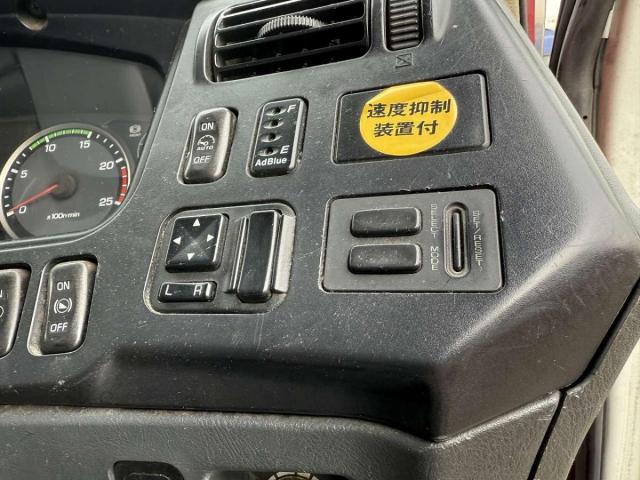 速度抑制
装置付
ON
AUTO
OFF
F
E
AdBlue
0
5
10
15
20
25
x100r/min
L R
SELECT
MODE
SET/RESET
ON
OFF